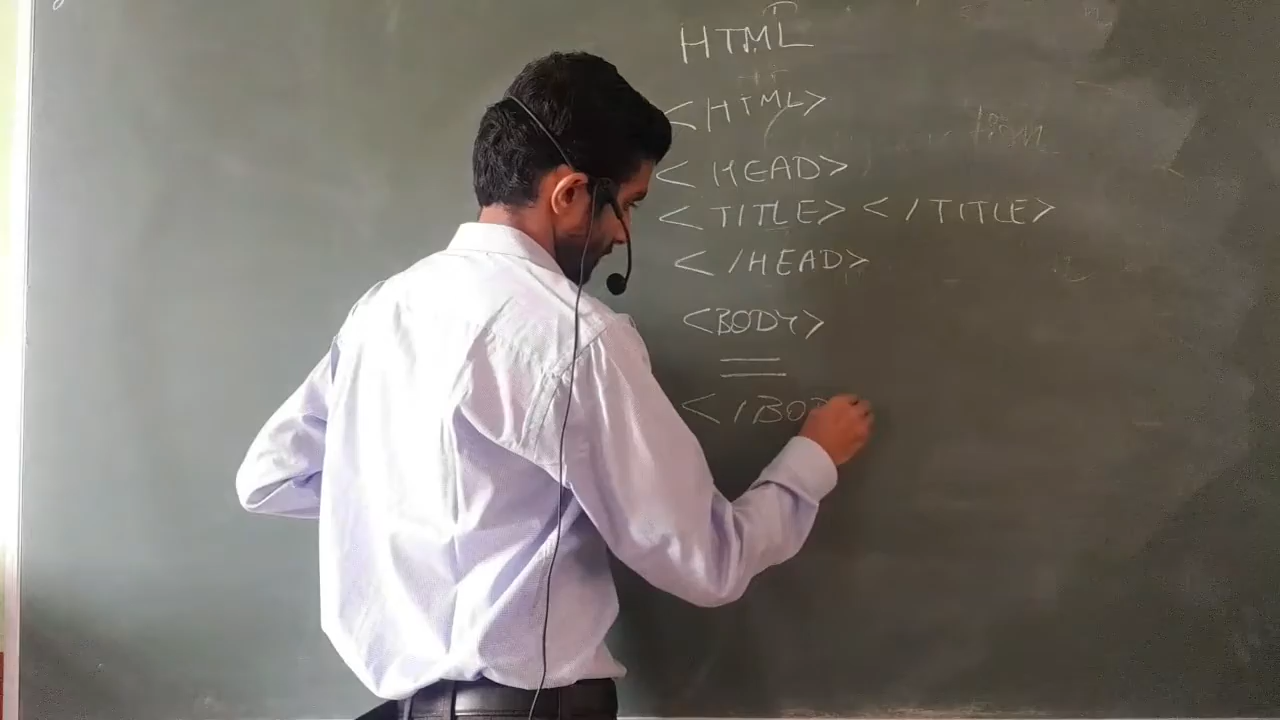 HTML
<HTML>
<HEAD>
<TITLE></TITLE>
</HEAD>
<BODY>
</BOD